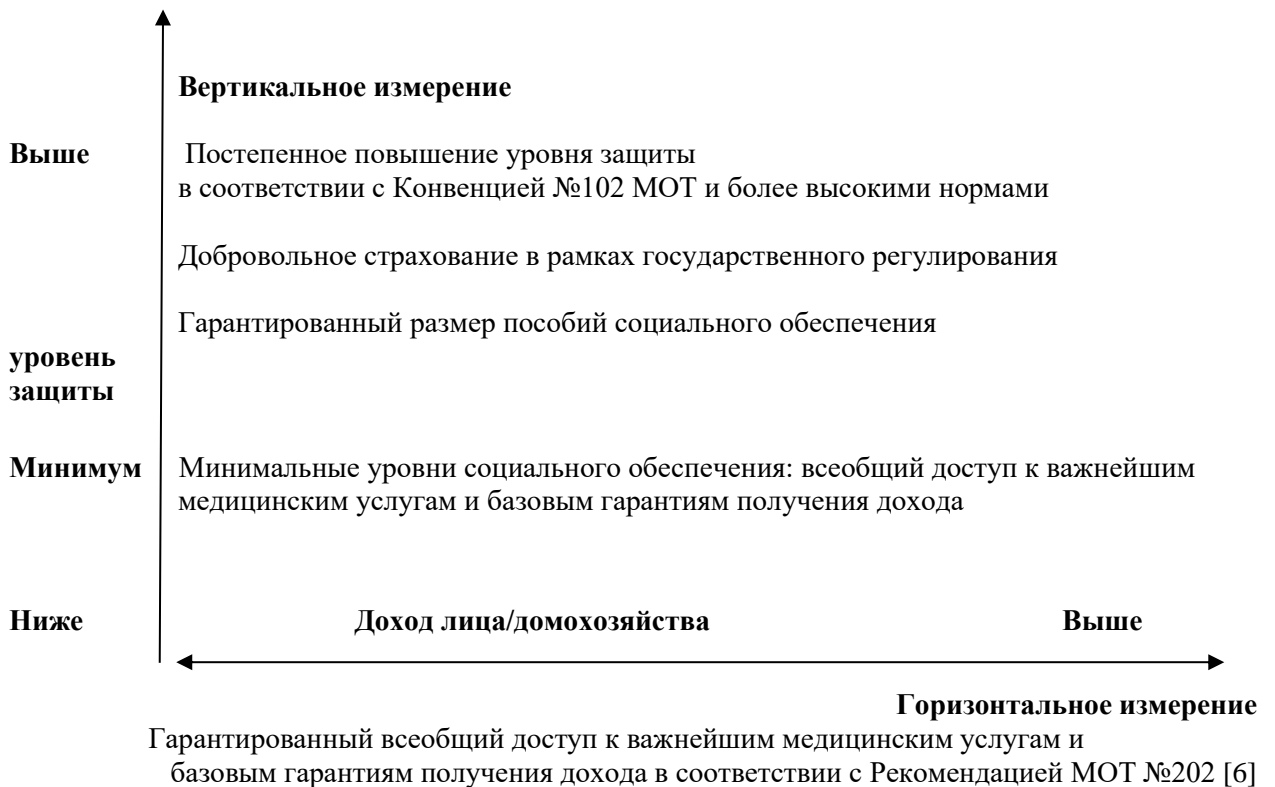 Вертикальное измерение
Выше Постепенное повышение уровня защиты
в соответствии с Конвенцией №102 МОТ и более высокими нормами
Добровольное страхование в рамках государственного регулирования
Гарантированный размер пособий социального обеспечения
уровень
защиты
Минимум Минимальные уровни социального обеспечения: всеобщий доступ к важнейшим
медицинским услугам и базовым гарантиям получения дохода
Ниже Доход лица/домохозяйства Выше
Горизонтальное измерение
Гарантированный всеобщий доступ к важнейшим медицинским услугам и
базовым гарантиям получения дохода в соответствии с Рекомендацией МОТ №202 [6]